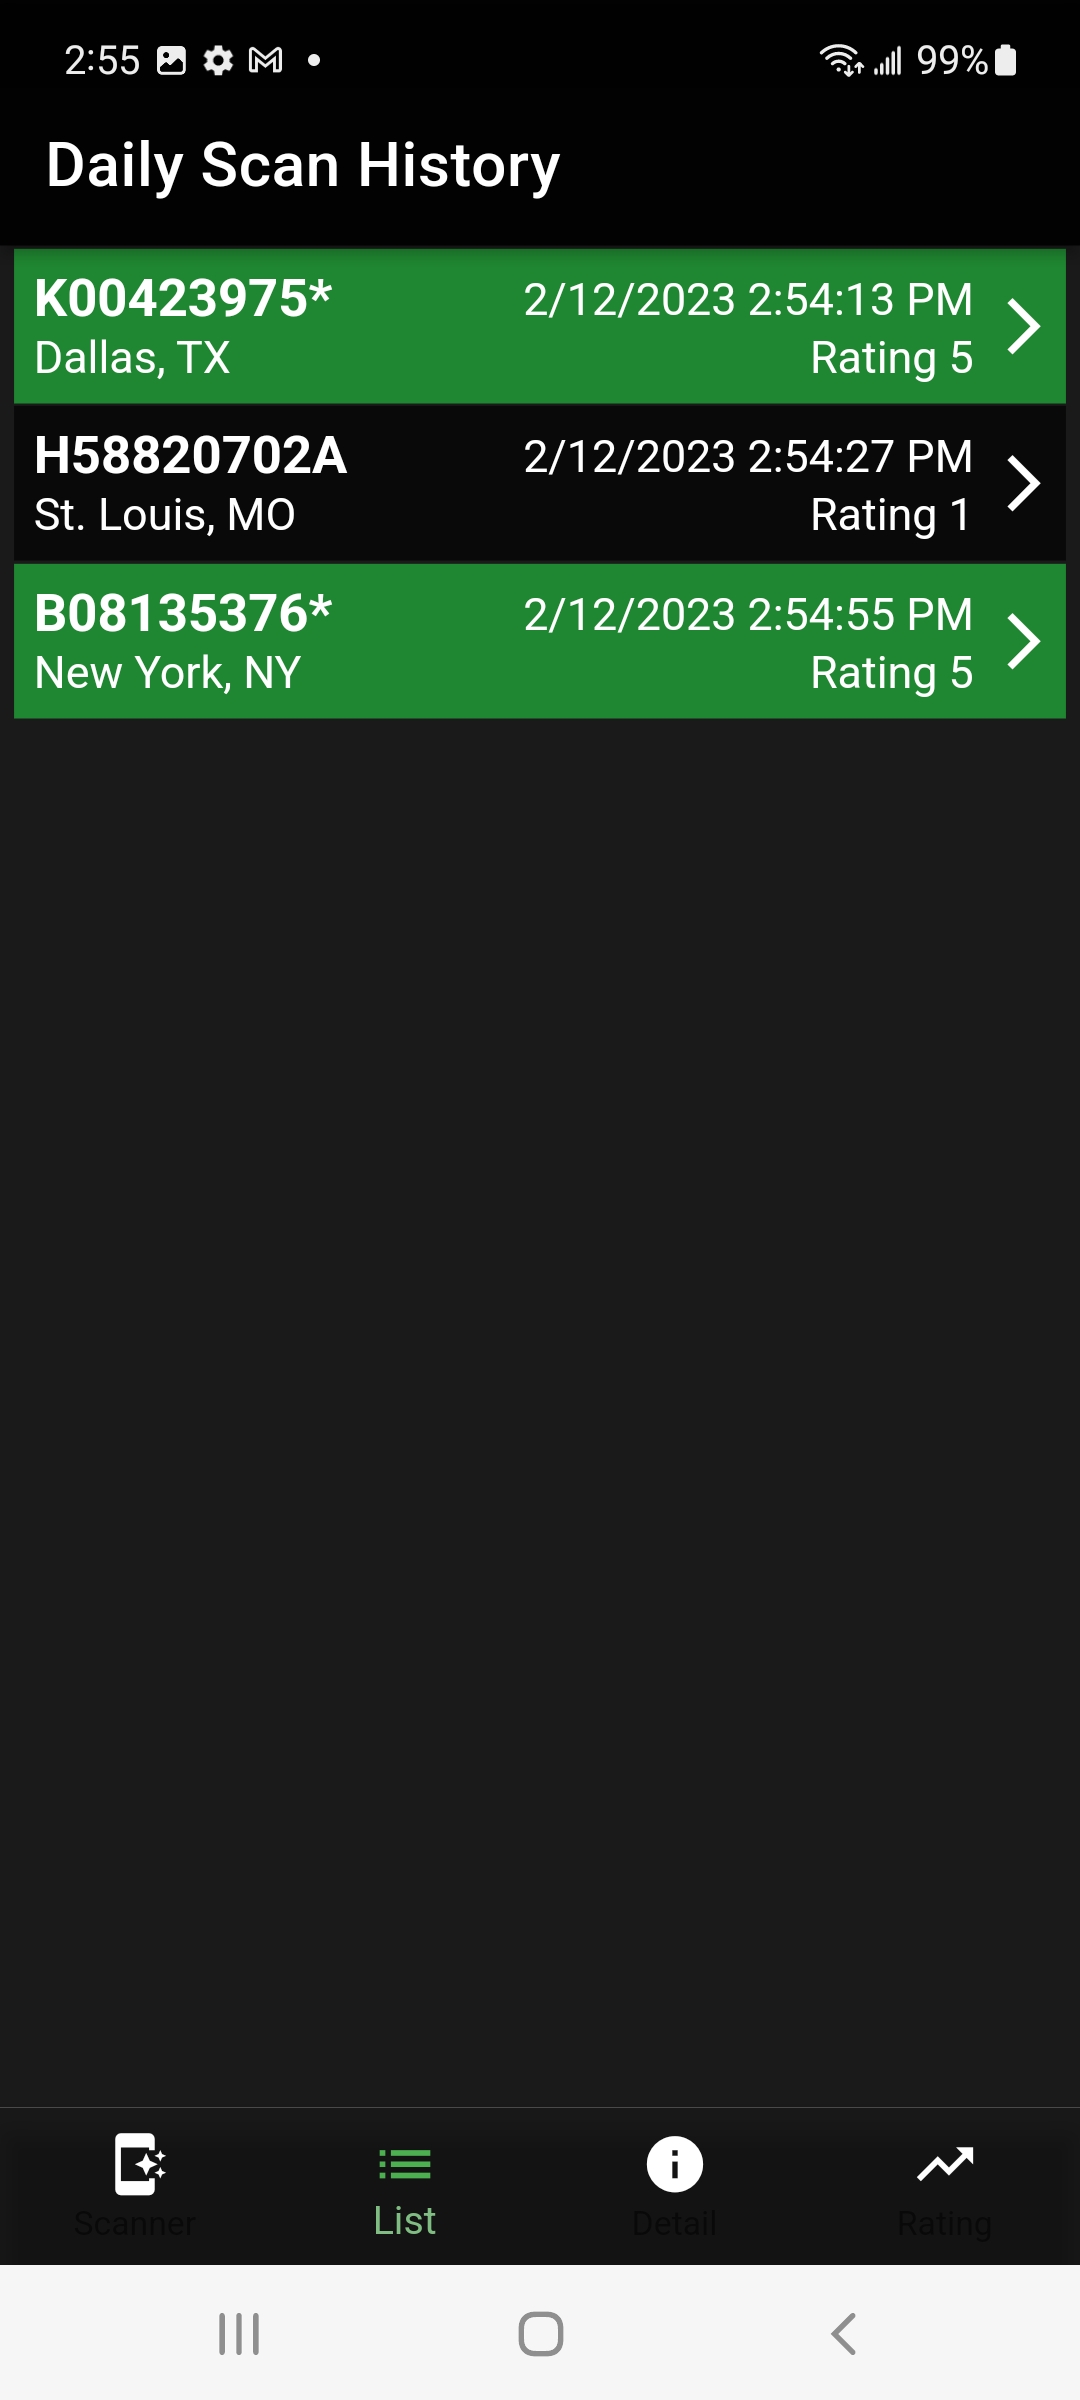 2:55 99%
Daily Scan History
K00423975* 2/12/2023 2:54:13 PM
Dallas, TX Rating 5
H58820702A 2/12/2023 2:54:27 PM
St. Louis, MO Rating 1
B08135376* 2/12/2023 2:54:55 PM
New York, NY Rating 5
Scanner List Detail Rating